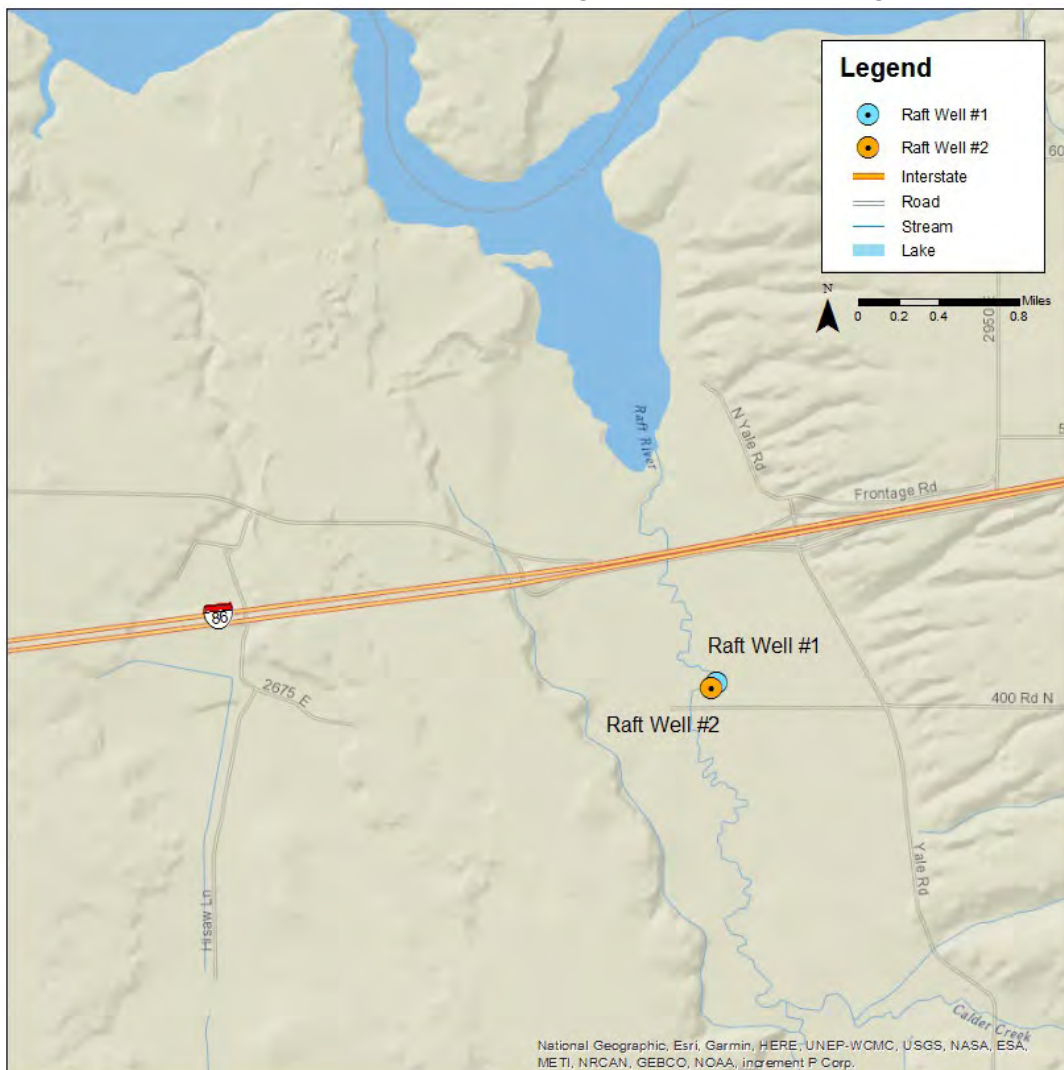 Legend
Raft Well #1
Raft Well #2
Interstate
Road
Stream
Lake
N
Miles
0 0.2 0.4 0.8
60
2950 E
5
Raft River
N Yale Rd
Frontage Rd
86
Raft Well #1
2675 E
400 Rd N
Raft Well #2
Yale Rd
Hisaw Ln
Calder Creek
National Geographic, Esri, Garmin, HERE, UNEP-WCMC, USGS, NASA, ESA,
METI, NRCAN, GEBCO, NOAA, increment P Corp.